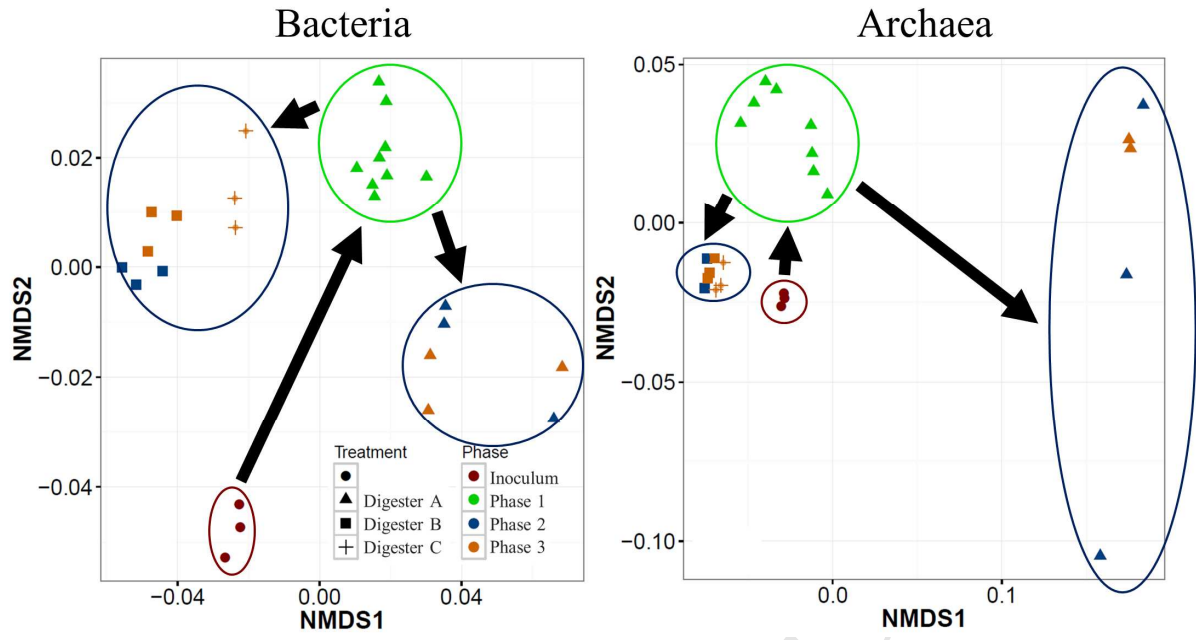 Bacteria
NMDS2
0.02
0.00
−0.02
−0.04
−0.04
0.00
0.04
NMDS1
Treatment
Digester A
Digester B
Digester C
Phase
Inoculum
Phase 1
Phase 2
Phase 3
Archaea
NMDS2
0.05
0.00
−0.05
−0.10
0.0
0.1
NMDS1